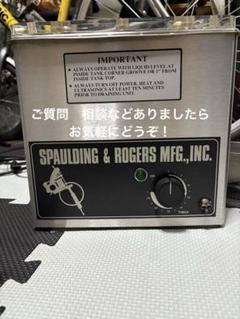 IMPORTANT
• ALWAYS OPERATE WITH LIQUID LEVEL AT
INSIDE TANK CORNER GROOVE OR 1" FROM
INSIDE TANK TOP.
• ALWAYS TURN OFF POWER, HEAT AND
ULTRASONICS AT LEAST TEN MINUTES
PRIOR TO DRAINING UNIT.
ご質問 相談などありましたら
お気軽にどうぞ！
SPAULDING & ROGERS MFG., INC.